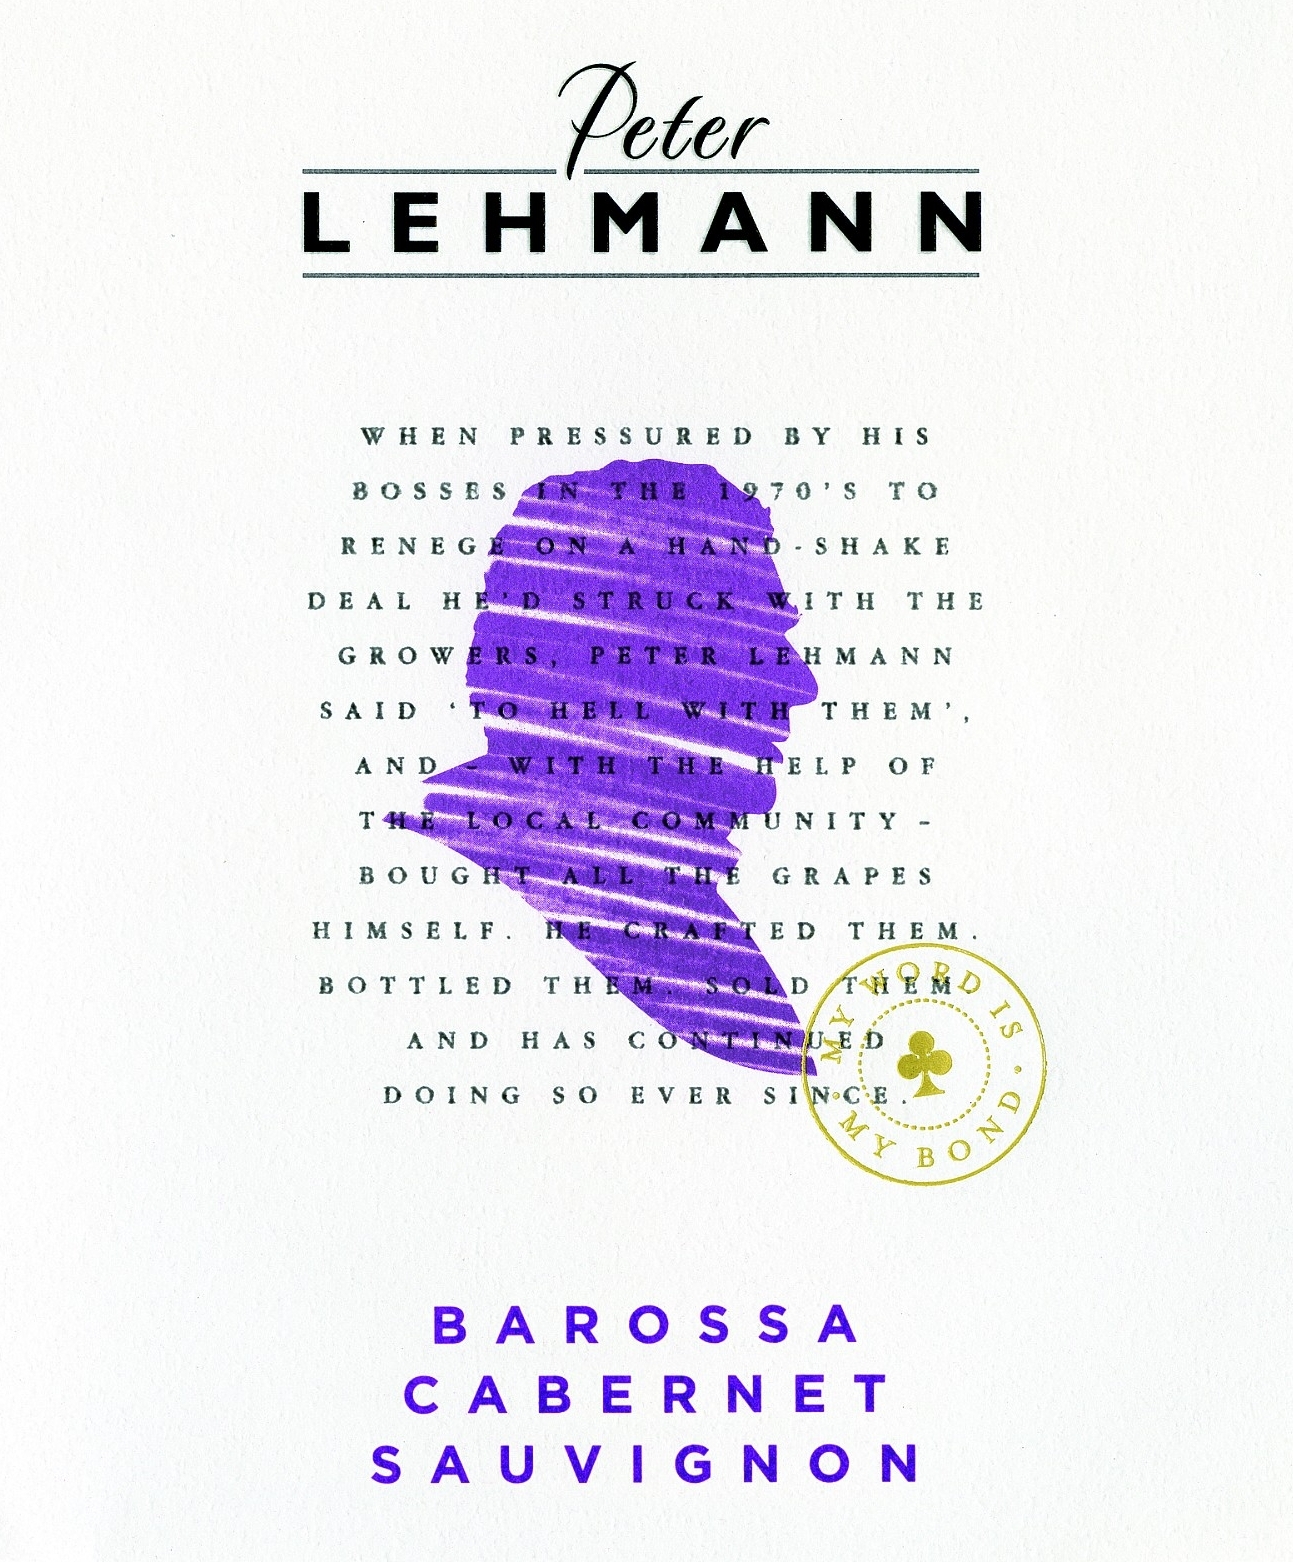 Peter
LEHMANN
WHEN PRESSURED BY HIS
BOSSES IN THE 1970'S TO
RENEGE ON A HAND-SHAKE
DEAL HE'D STRUCK WITH THE
GROWERS, PETER LEHMANN
SAID 'TO HELL WITH THEM',
AND – WITH THE HELP OF
THE LOCAL COMMUNITY –
BOUGHT ALL THE GRAPES
HIMSELF. HE CRAFTED THEM.
BOTTLED THEM. SOLD THEM
AND HAS CONTINUED
DOING SO EVER SINCE.
MY WORD IS
• MY BOND •
BAROSSA
CABERNET
SAUVIGNON